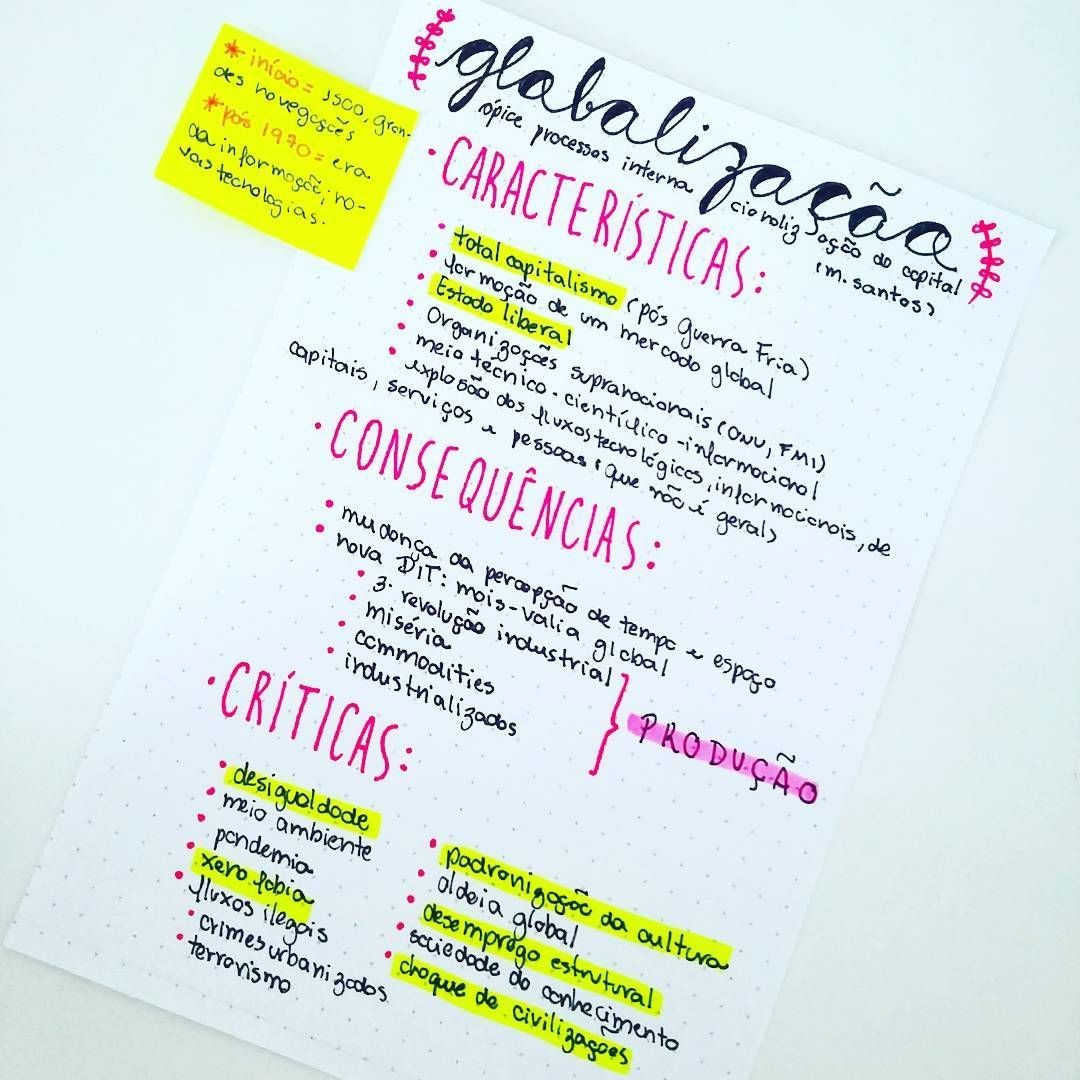 * início = 1500, gran-
des navegações
* pós 1970 = era
da informação; no-
vas tecnologias.
globalização
ápice processos internacionalização do capital
(m. santos)
• CARACTERÍSTICAS:
• total capitalismo (pós Guerra Fria)
• formação de um mercado global
• Estado liberal
• Organizações supranacionais (ONU, FMI)
• meio técnico-científico-informacional
• explosão dos fluxos tecnológicos, informacionais, de
capitais, serviços e pessoas (que não é geral)
• CONSEQUÊNCIAS:
• mudança da percepção de tempo e espaço
• nova DIT: mais-valia global
• 3. revolução industrial
• miséria
• commodities
• industrializados
} PRODUÇÃO
• CRÍTICAS:
• desigualdade
• meio ambiente
• pandemia
• xenofobia
• fluxos ilegais
• crimes urbanizados
• terrorismo
• padronização da cultura
• aldeia global
• desemprego estrutural
• sociedade do conhecimento
• choque de civilizações